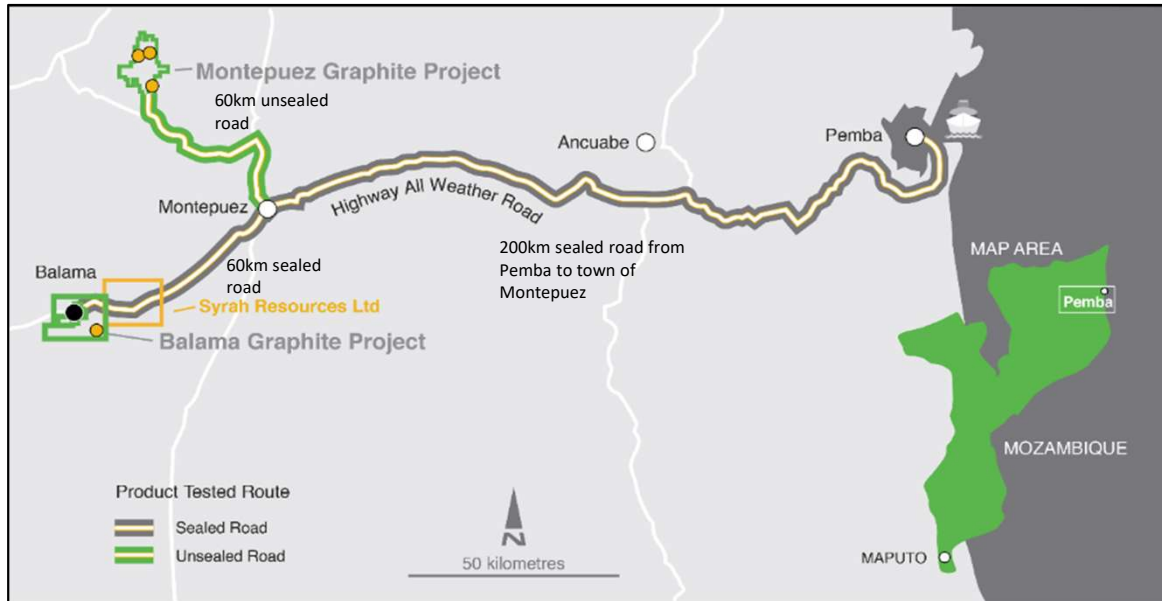 Montepuez Graphite Project
60km unsealed
road
Ancuabe
Pemba
Montepuez
Highway All Weather Road
Balama
60km sealed
road
200km sealed road from
Pemba to town of
Montepuez
Syrah Resources Ltd
Balama Graphite Project
MAP AREA
Pemba
MOZAMBIQUE
MAPUTO
Product Tested Route
Sealed Road
Unsealed Road
N
50 kilometres